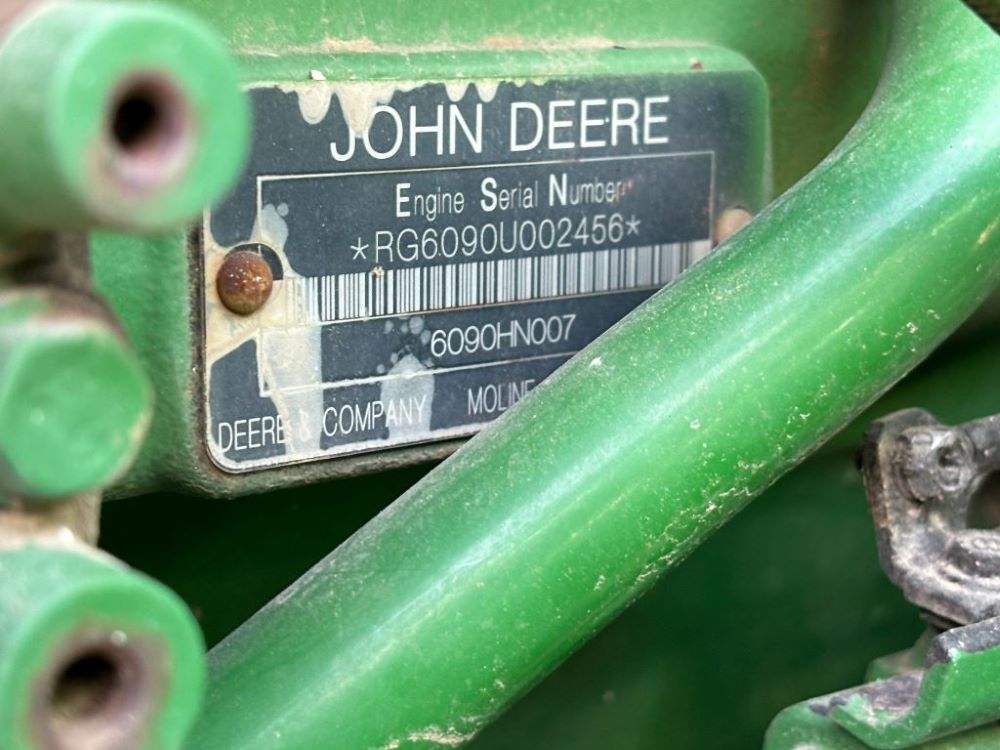 JOHN DEERE
Engine Serial Number
*RG6090U002456*
6090HN007
DEERE & COMPANY MOLINE